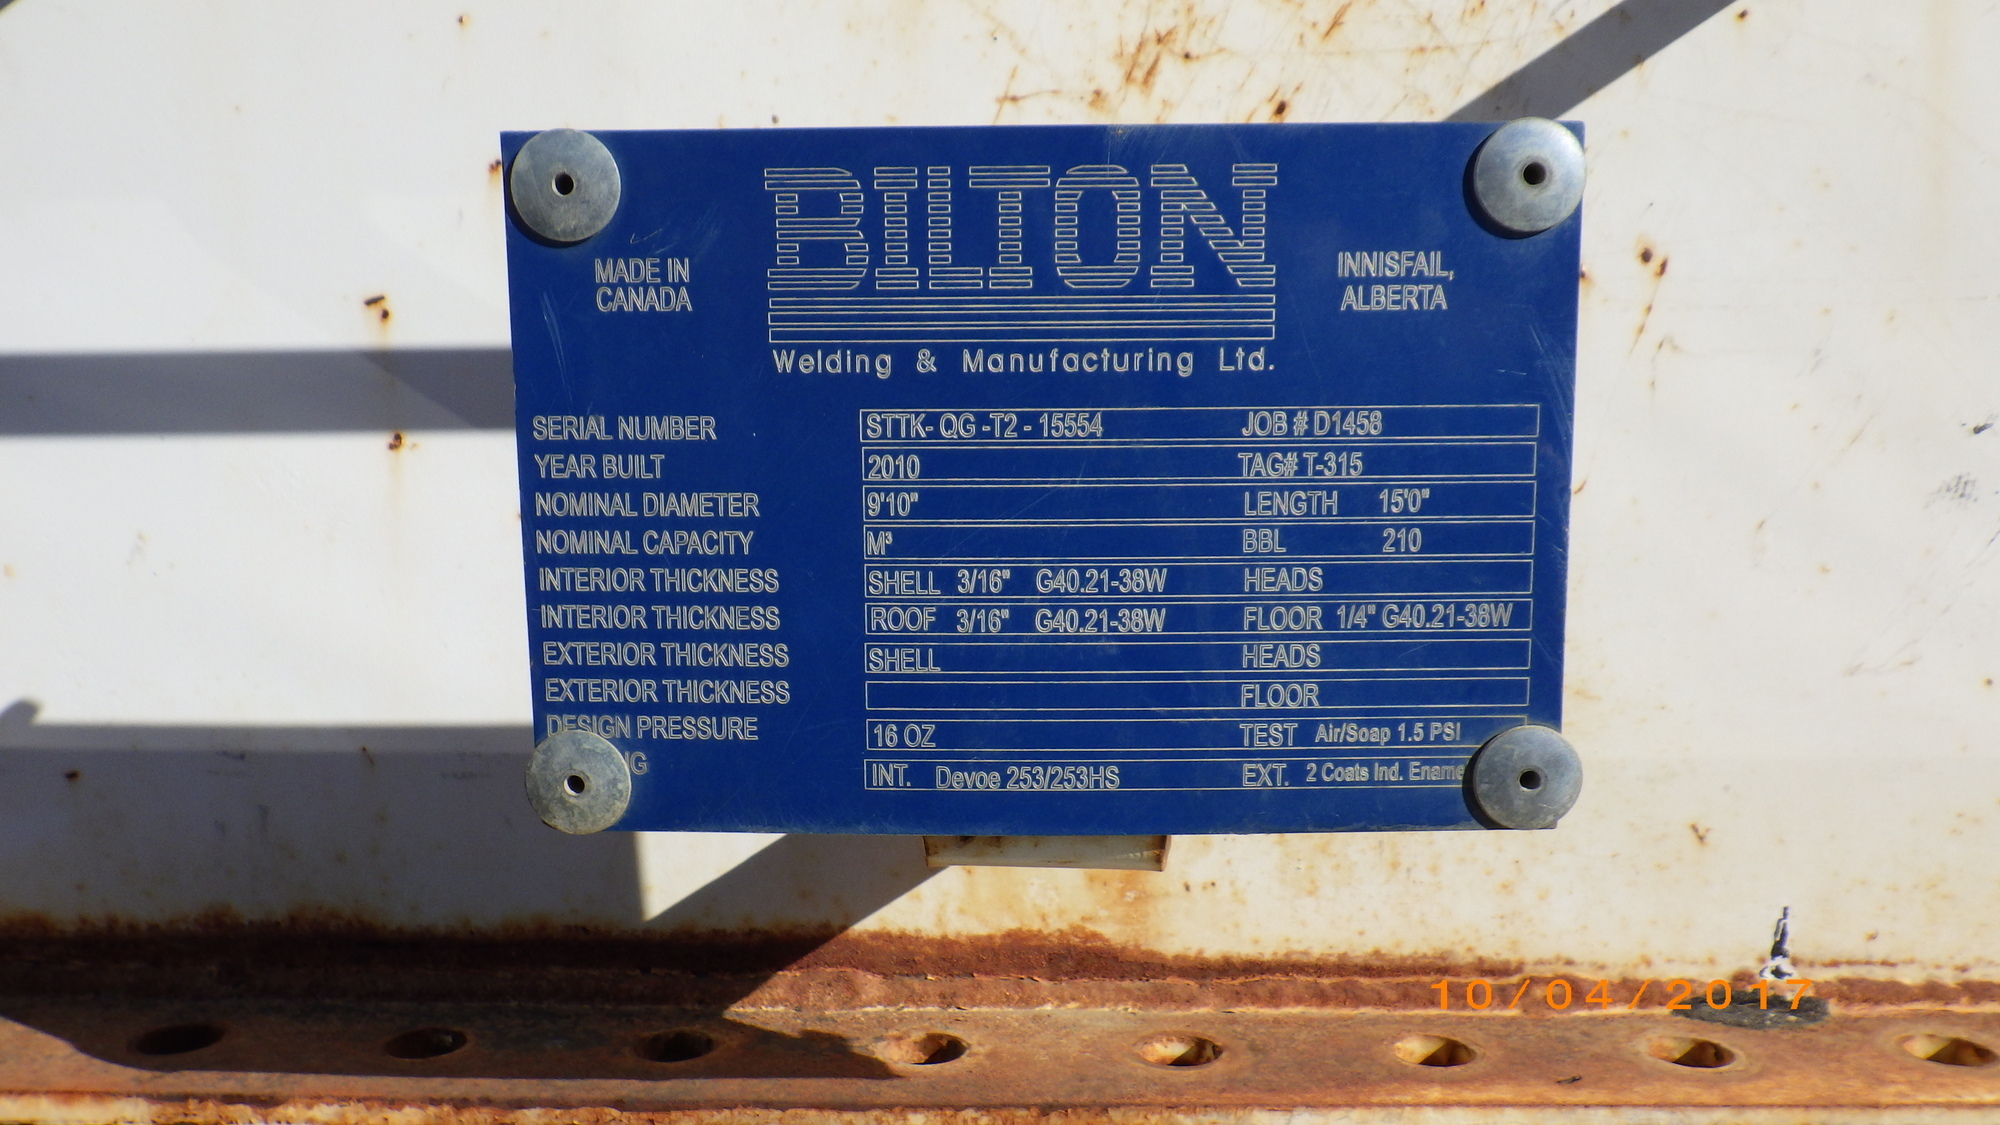 BILTON
MADE IN
CANADA
INNISFAIL,
ALBERTA
Welding & Manufacturing Ltd.
SERIAL NUMBER STTK- QG -T2 - 15554 JOB # D1458
YEAR BUILT 2010 TAG# T-315
NOMINAL DIAMETER 9'10" LENGTH 15'0"
NOMINAL CAPACITY M³ BBL 210
INTERIOR THICKNESS SHELL 3/16" G40.21-38W HEADS
INTERIOR THICKNESS ROOF 3/16" G40.21-38W FLOOR 1/4" G40.21-38W
EXTERIOR THICKNESS SHELL HEADS
EXTERIOR THICKNESS FLOOR
DESIGN PRESSURE 16 OZ TEST Air/Soap 1.5 PSI
INT. Devoe 253/253HS EXT. 2 Coats Ind.
10/04/2017